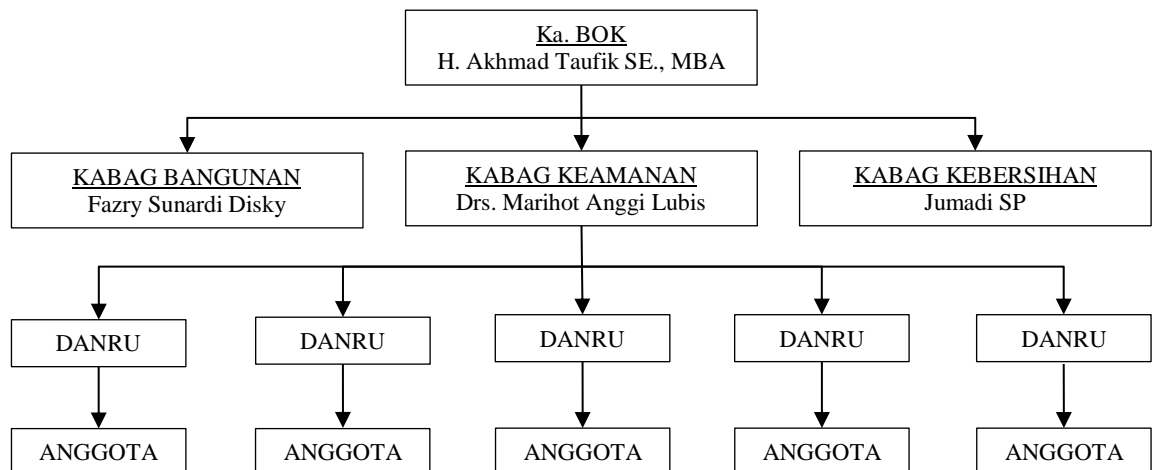 Ka. BOK
H. Akhmad Taufik SE., MBA
KABAG BANGUNAN
Fazry Sunardi Disky
KABAG KEAMANAN
Drs. Marihot Anggi Lubis
KABAG KEBERSIHAN
Jumadi SP
DANRU
DANRU
DANRU
DANRU
DANRU
ANGGOTA
ANGGOTA
ANGGOTA
ANGGOTA
ANGGOTA